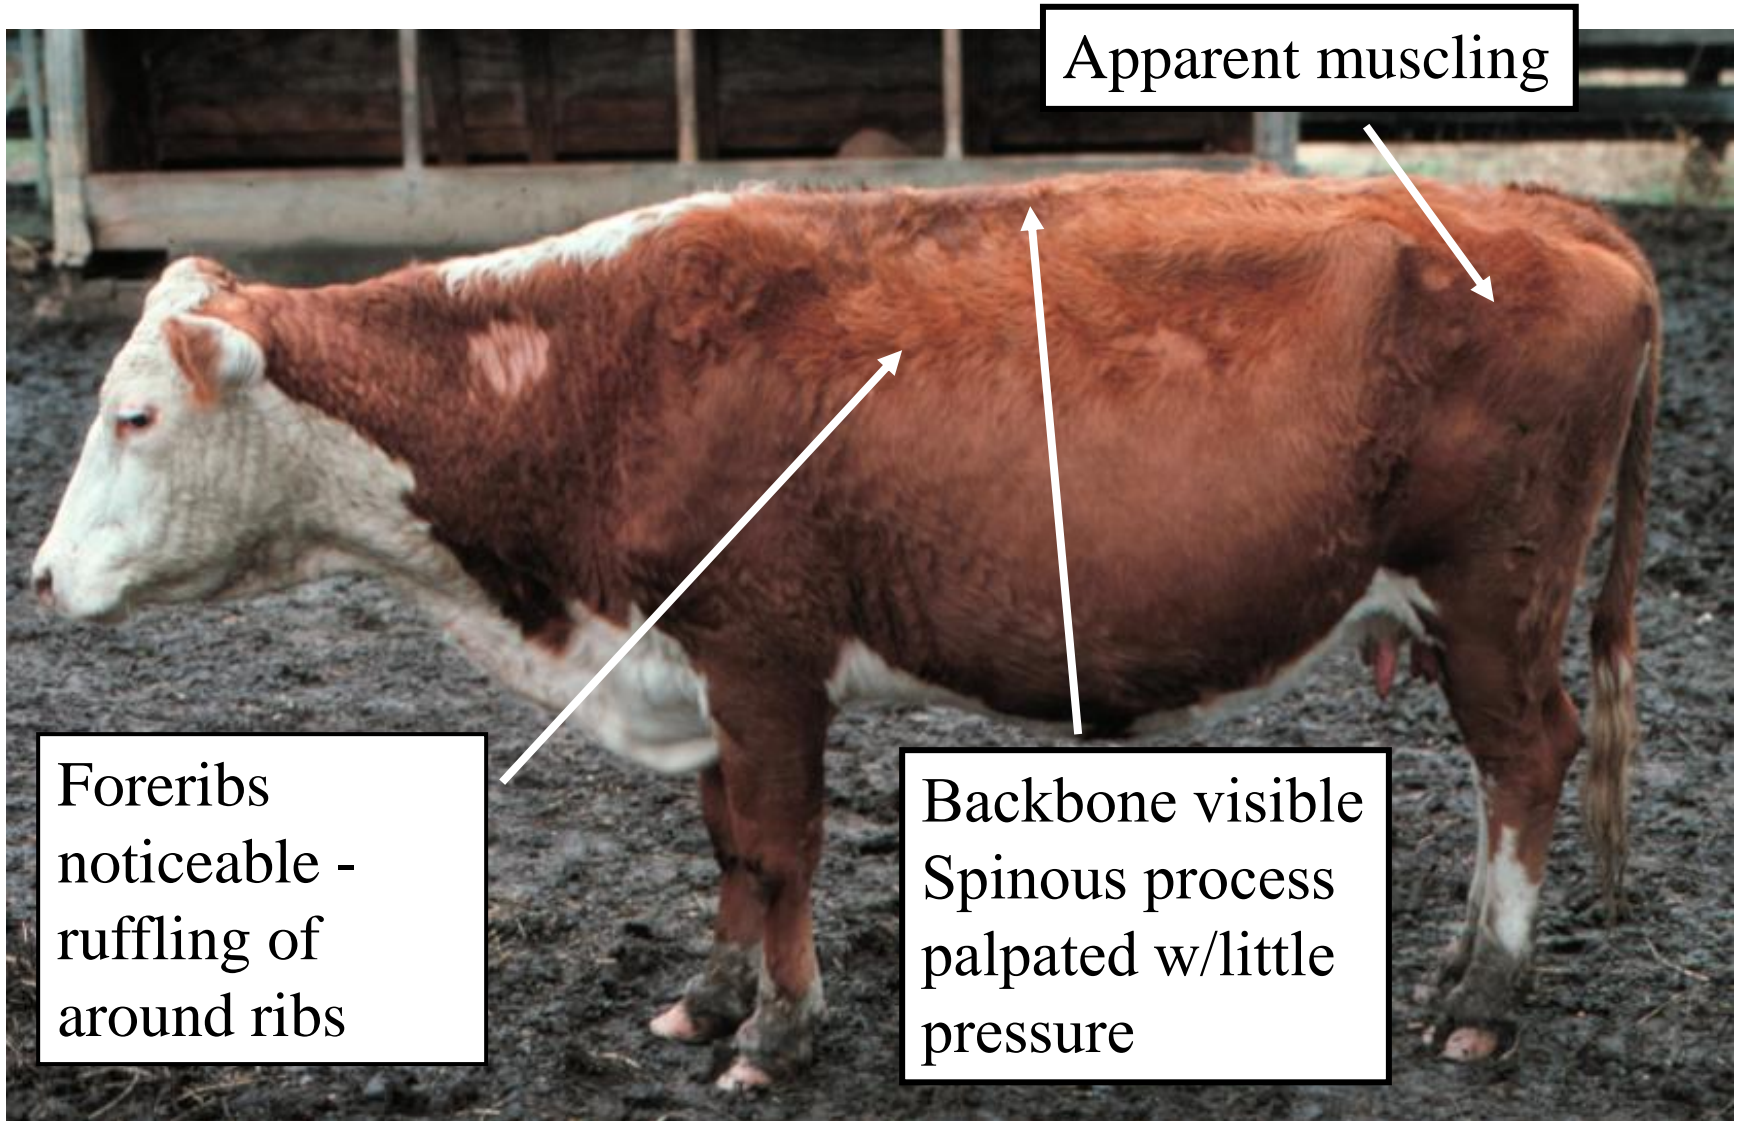 Apparent muscling
Foreribs
noticeable -
ruffling of
around ribs
Backbone visible
Spinous process
palpated w/little
pressure